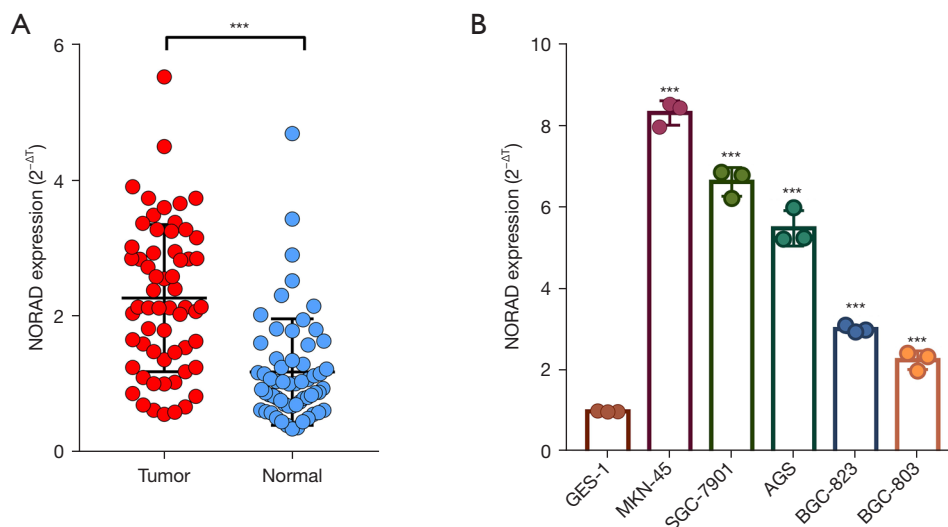 A
NORAD expression (2⁻ΔT)
6
4
2
0
***
Tumor
Normal
B
NORAD expression (2⁻ΔT)
10
8
6
4
2
0
***
***
***
***
***
GES-1
MKN-45
SGC-7901
AGS
BGC-823
BGC-803